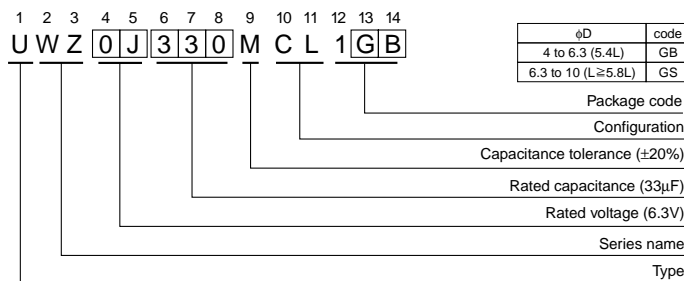 1 2 3 4 5 6 7 8 9 10 11 12 13 14
U W Z 0 J 3 3 0 M C L 1 G B
ϕD code
4 to 6.3 (5.4L) GB
6.3 to 10 (L≧5.8L) GS
Package code
Configuration
Capacitance tolerance (±20%)
Rated capacitance (33µF)
Rated voltage (6.3V)
Series name
Type